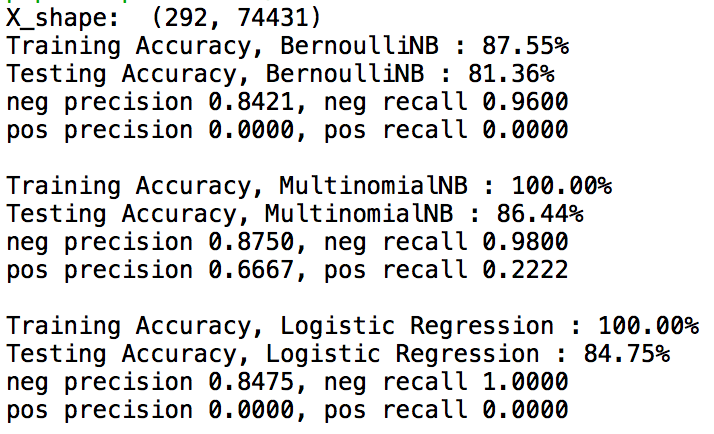 X_shape:  (292, 74431)
Training Accuracy, BernoulliNB : 87.55%
Testing Accuracy, BernoulliNB : 81.36%
neg precision 0.8421, neg recall 0.9600
pos precision 0.0000, pos recall 0.0000
Training Accuracy, MultinomialNB : 100.00%
Testing Accuracy, MultinomialNB : 86.44%
neg precision 0.8750, neg recall 0.9800
pos precision 0.6667, pos recall 0.2222
Training Accuracy, Logistic Regression : 100.00%
Testing Accuracy, Logistic Regression : 84.75%
neg precision 0.8475, neg recall 1.0000
pos precision 0.0000, pos recall 0.0000